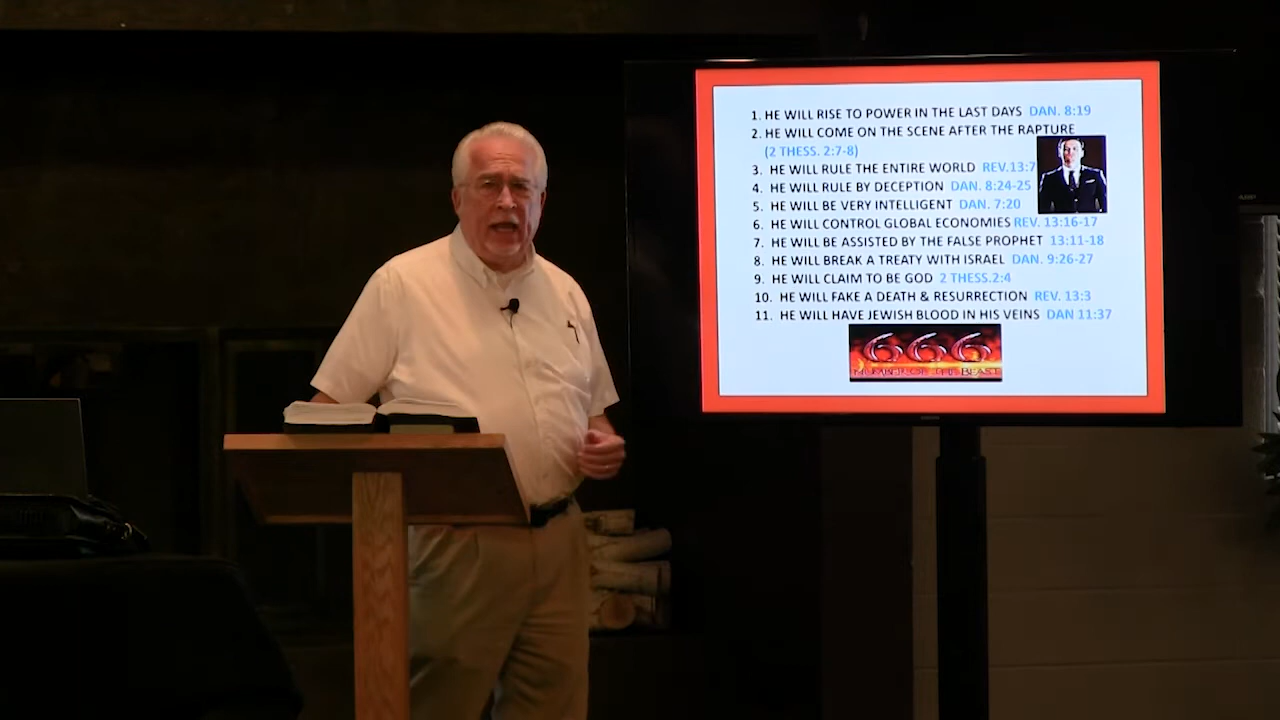 1. HE WILL RISE TO POWER IN THE LAST DAYS DAN. 8:19
2. HE WILL COME ON THE SCENE AFTER THE RAPTURE
(2 THESS. 2:7-8)
3. HE WILL RULE THE ENTIRE WORLD REV.13:7
4. HE WILL RULE BY DECEPTION DAN. 8:24-25
5. HE WILL BE VERY INTELLIGENT DAN. 7:20
6. HE WILL CONTROL GLOBAL ECONOMIES REV. 13:16-17
7. HE WILL BE ASSISTED BY THE FALSE PROPHET 13:11-18
8. HE WILL BREAK A TREATY WITH ISRAEL DAN. 9:26-27
9. HE WILL CLAIM TO BE GOD 2 THESS.2:4
10. HE WILL FAKE A DEATH & RESURRECTION REV. 13:3
11. HE WILL HAVE JEWISH BLOOD IN HIS VEINS DAN 11:37
666
NUMBER OF THE BEAST